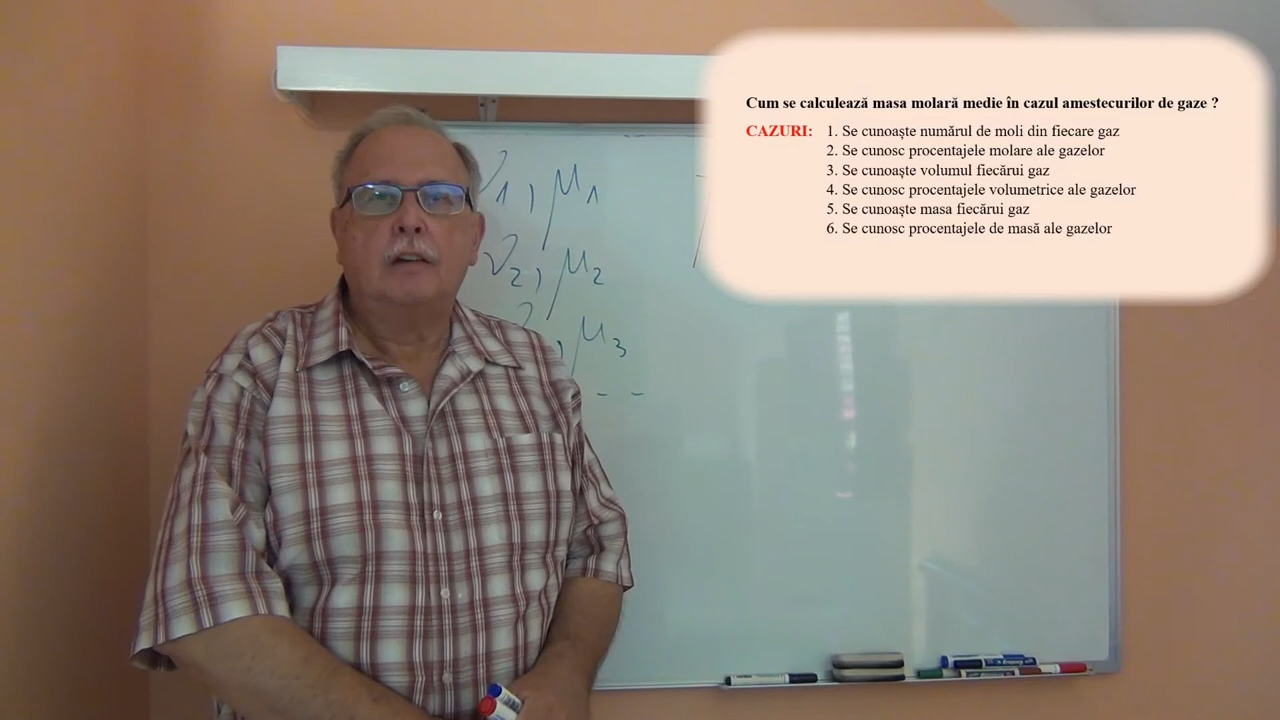 Cum se calculează masa molară medie în cazul amestecurilor de gaze ?
CAZURI: 1. Se cunoaște numărul de moli din fiecare gaz
2. Se cunosc procentajele molare ale gazelor
3. Se cunoaște volumul fiecărui gaz
4. Se cunosc procentajele volumetrice ale gazelor
5. Se cunoaște masa fiecărui gaz
6. Se cunosc procentajele de masă ale gazelor
ν1, μ1
ν2, μ2
, μ3
- -